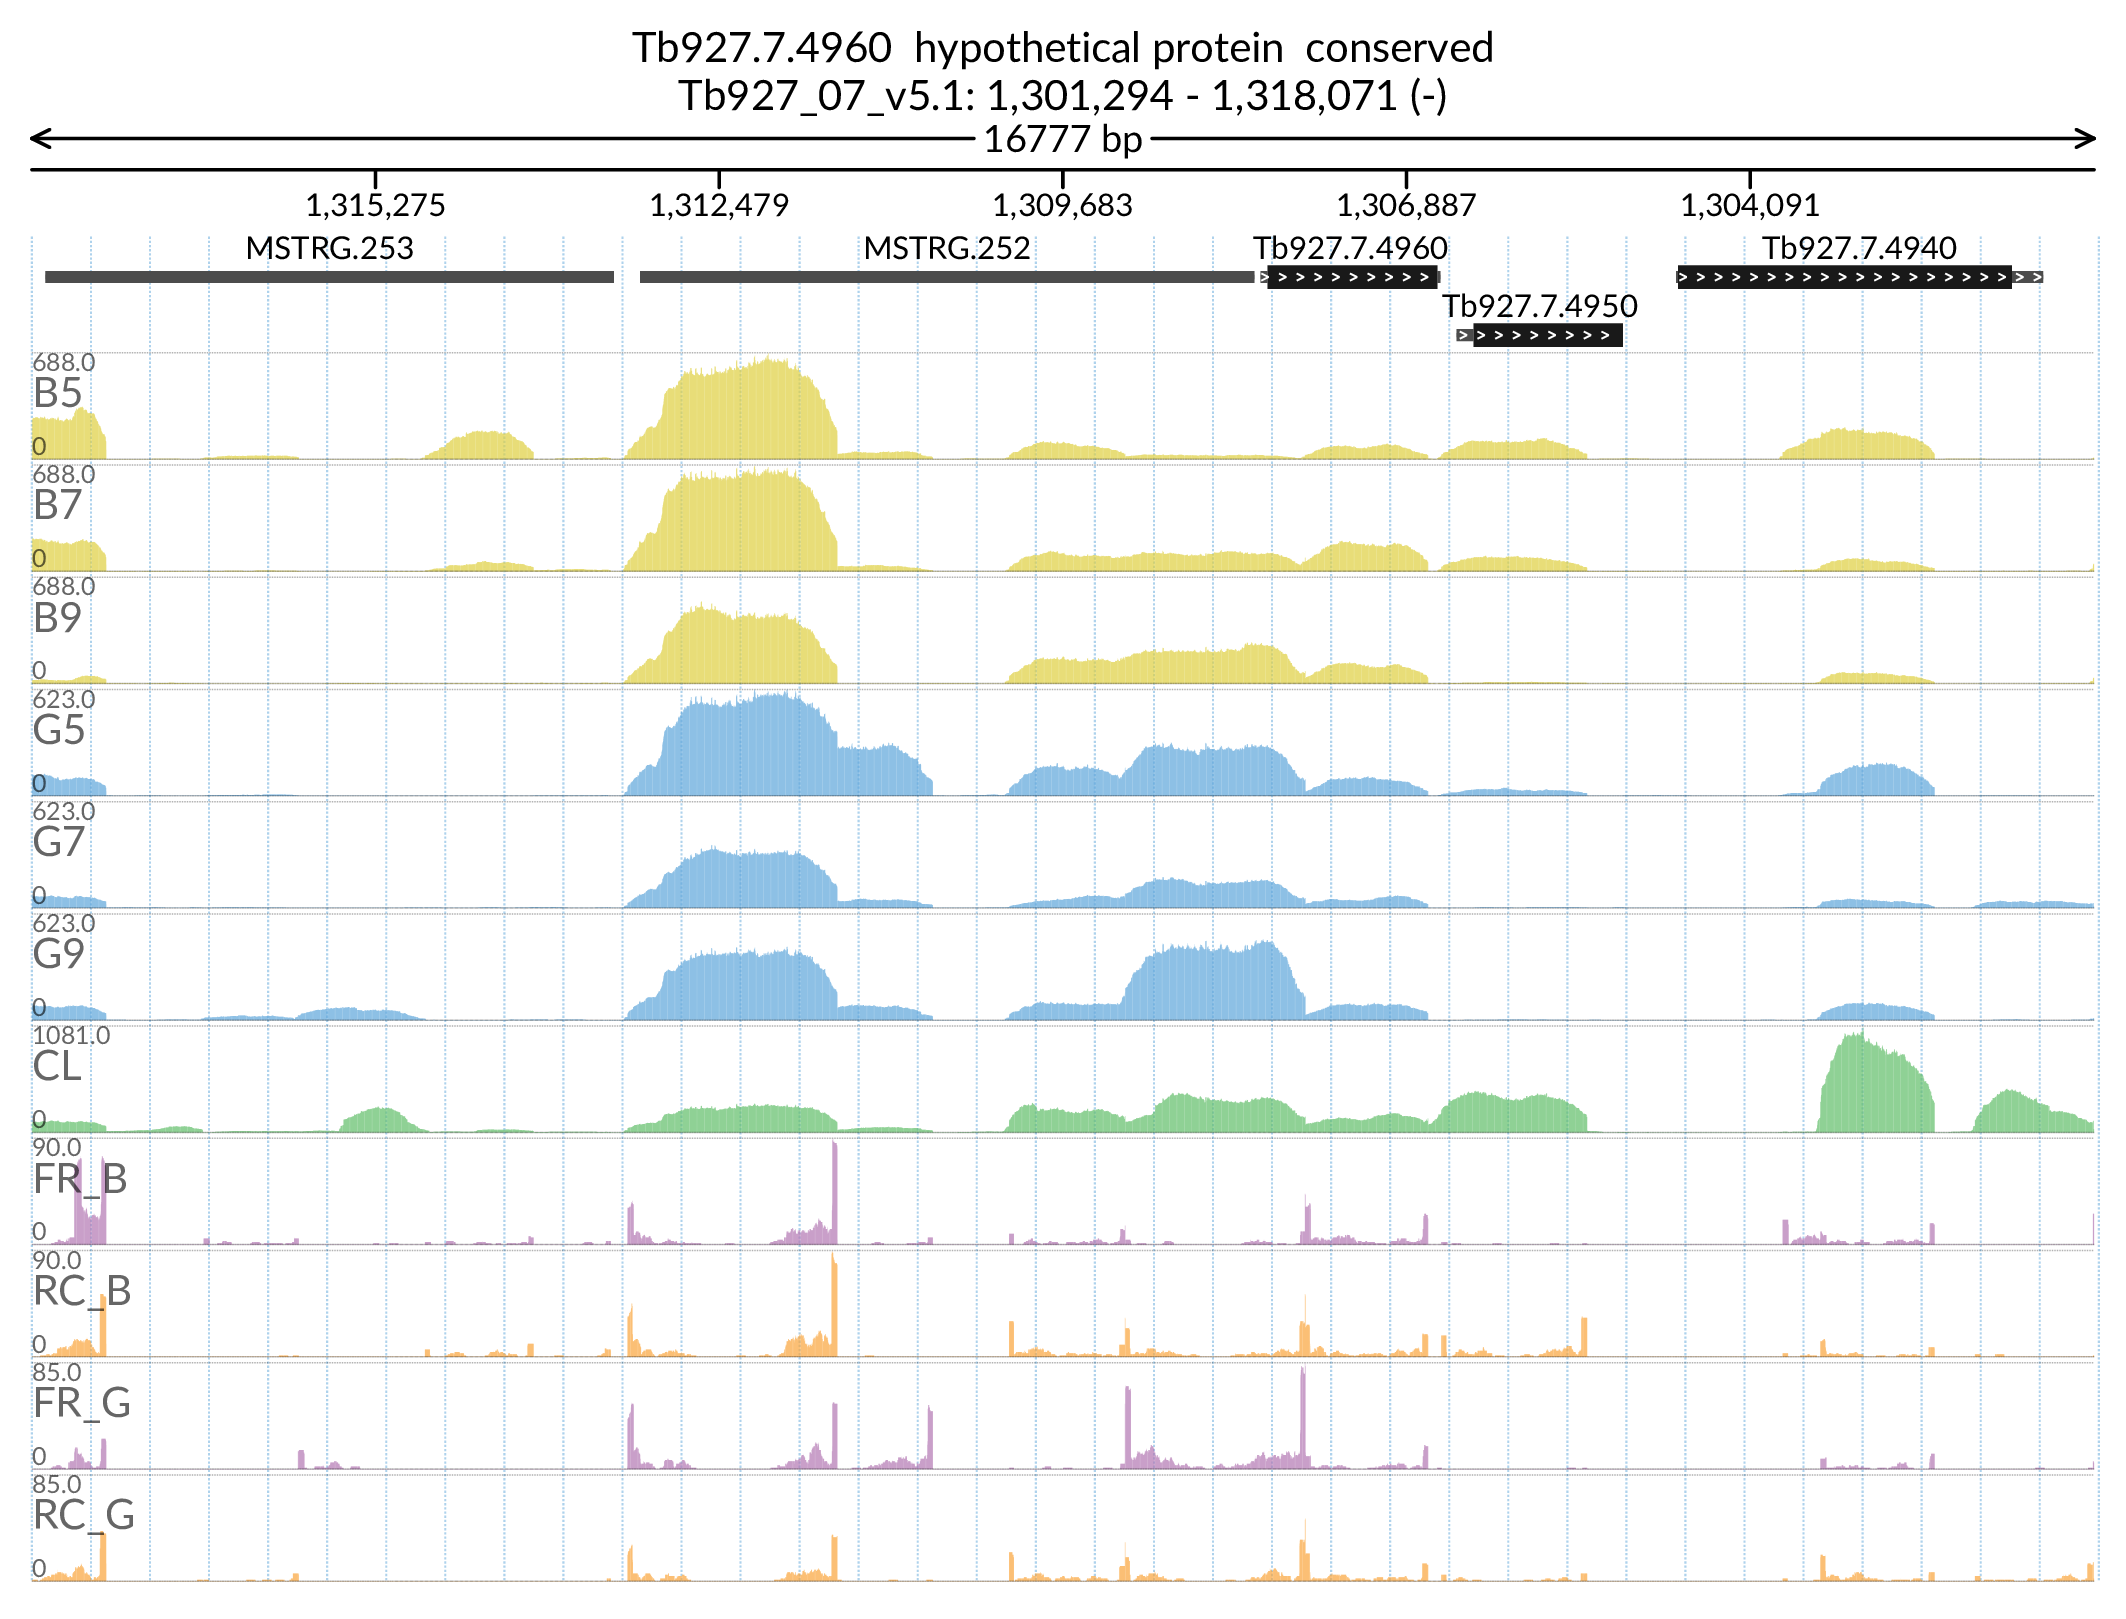 Tb927.7.4960 hypothetical protein conserved
Tb927_07_v5.1: 1,301,294 - 1,318,071 (-)
16777 bp
1,315,275 1,312,479 1,309,683 1,306,887 1,304,091
MSTRG.253 MSTRG.252 Tb927.7.4960 Tb927.7.4940
Tb927.7.4950
688.0
B5
0
688.0
B7
0
688.0
B9
0
623.0
G5
0
623.0
G7
0
623.0
G9
0
1081.0
CL
0
90.0
FR_B
0
90.0
RC_B
0
85.0
FR_G
0
85.0
RC_G
0